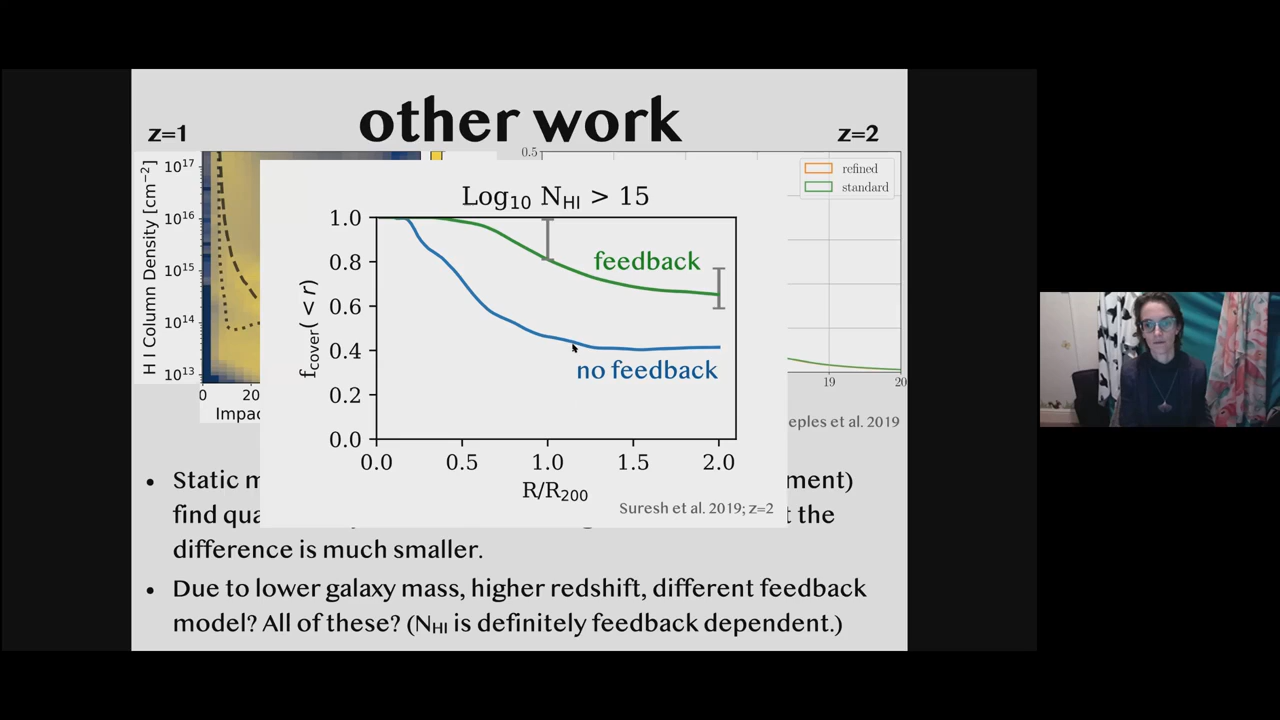 other work
z=1
z=2
H I Column Density [cm⁻²]
10¹⁷
10¹⁶
10¹⁵
10¹⁴
10¹³
0
20
Impac
0.5
refined
standard
19
20
eeples et al. 2019
Log₁₀ N_HI > 15
f_cover(< r)
1.0
0.8
0.6
0.4
0.2
0.0
feedback
no feedback
0.0 0.5 1.0 1.5 2.0
R/R₂₀₀
Suresh et al. 2019; z=2
• Static m ment)
find qua t the
difference is much smaller.
• Due to lower galaxy mass, higher redshift, different feedback
model? All of these? (N_HI is definitely feedback dependent.)